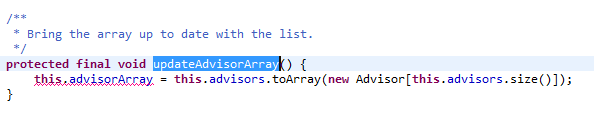 /**
 * Bring the array up to date with the list.
 */
protected final void updateAdvisorArray() {
    this.advisorArray = this.advisors.toArray(new Advisor[this.advisors.size()]);
}